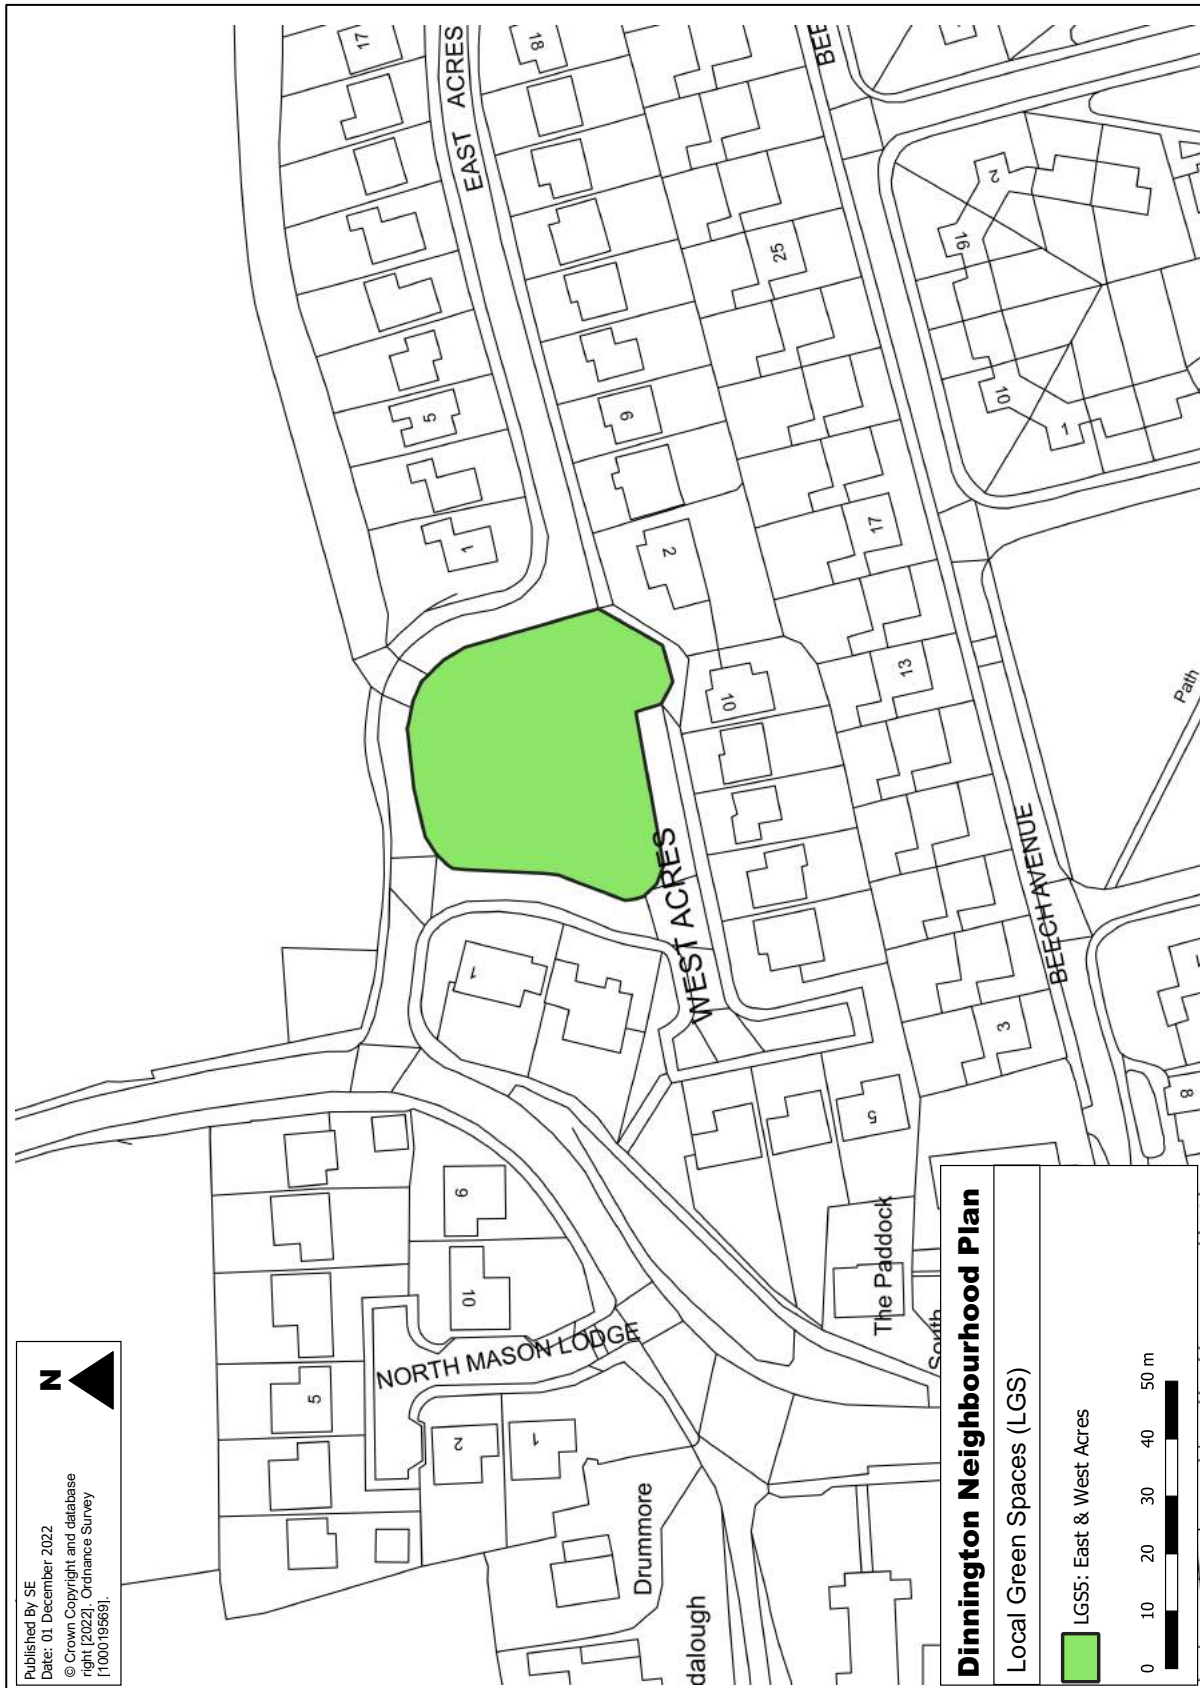 Published By SE
Date: 01 December 2022
© Crown Copyright and database
right [2022]. Ordnance Survey
[100019569].
N
17
EAST ACRES
18
5
1
6
2
25
BEE
2
16
10
1
17
13
10
WEST ACRES
BEECH AVENUE
Path
1
3
8
5
9
10
NORTH MASON LODGE
5
2
1
The Paddock
South
Drummore
dalough
Dinnington Neighbourhood Plan
Local Green Spaces (LGS)
LGS5: East & West Acres
0 10 20 30 40 50 m